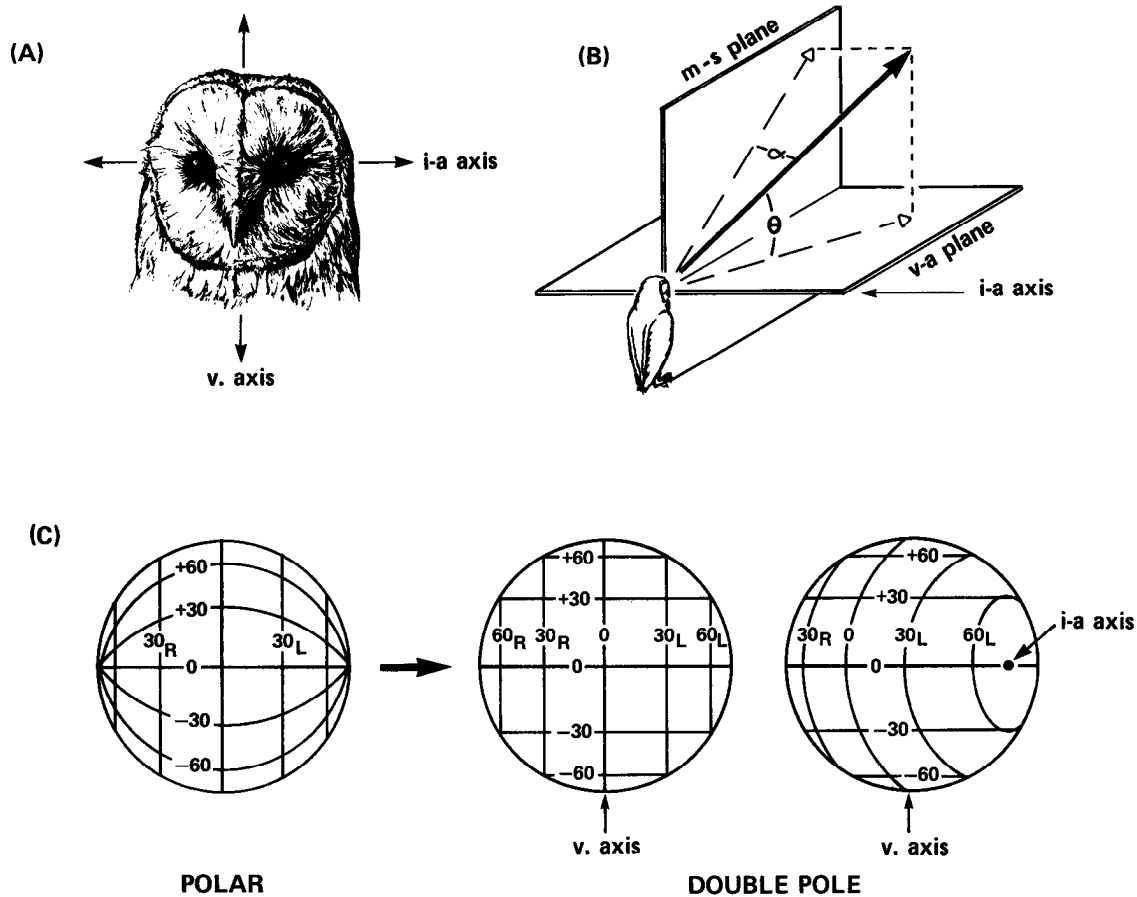 (A)
i-a axis
v. axis
(B)
m-s plane
α
θ
v-a plane
i-a axis
(C)
+60
+30
30R
30L
0
−30
−60
POLAR
+60
+30
60R 30R 0 30L 60L
0
−30
−60
v. axis
+60
+30
30R 0 30L 60L
i-a axis
0
−30
−60
v. axis
DOUBLE POLE